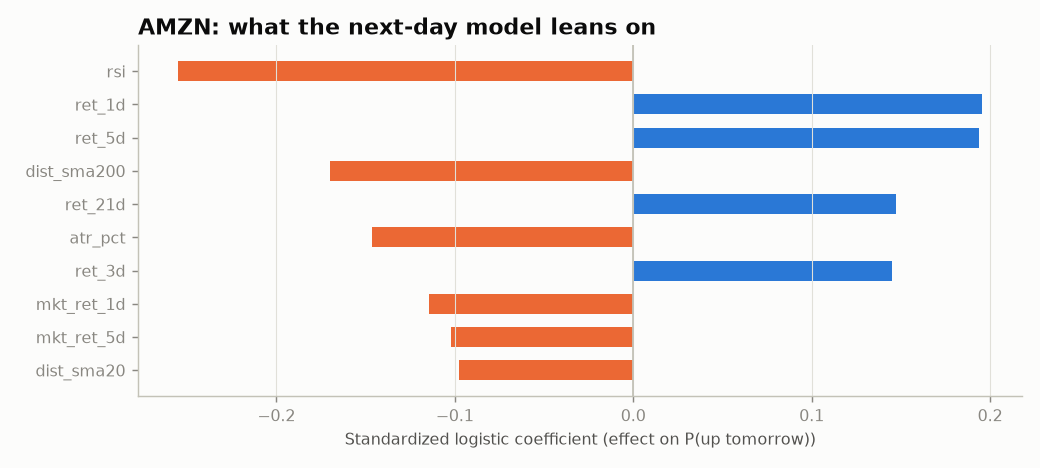 AMZN: what the next-day model leans on
rsi
ret_1d
ret_5d
dist_sma200
ret_21d
atr_pct
ret_3d
mkt_ret_1d
mkt_ret_5d
dist_sma20
−0.2 −0.1 0.0 0.1 0.2
Standardized logistic coefficient (effect on P(up tomorrow))